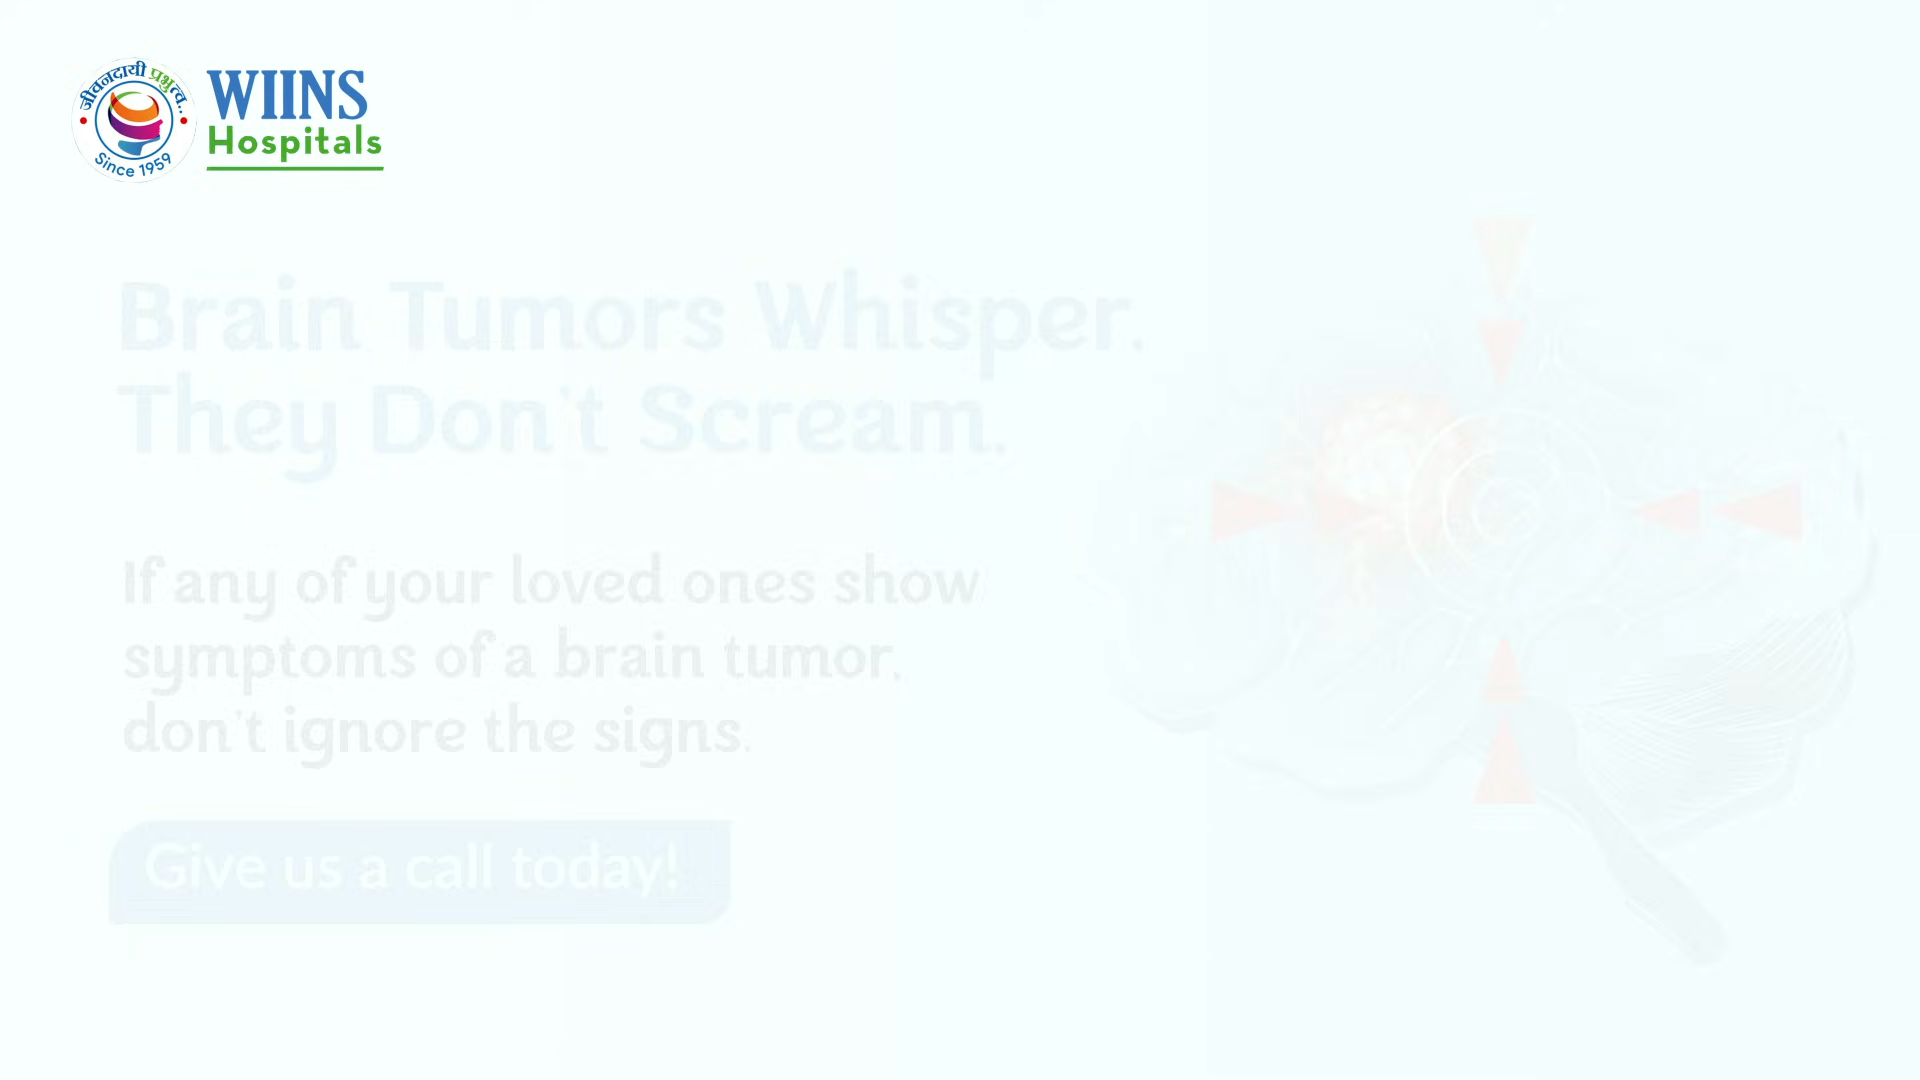 जीवनदायी प्रभुत्व..
Since 1959
WIINS
Hospitals
Brain Tumors Whisper.
They Don't Scream.
If any of your loved ones show
symptoms of a brain tumor,
don't ignore the signs.
Give us a call today!